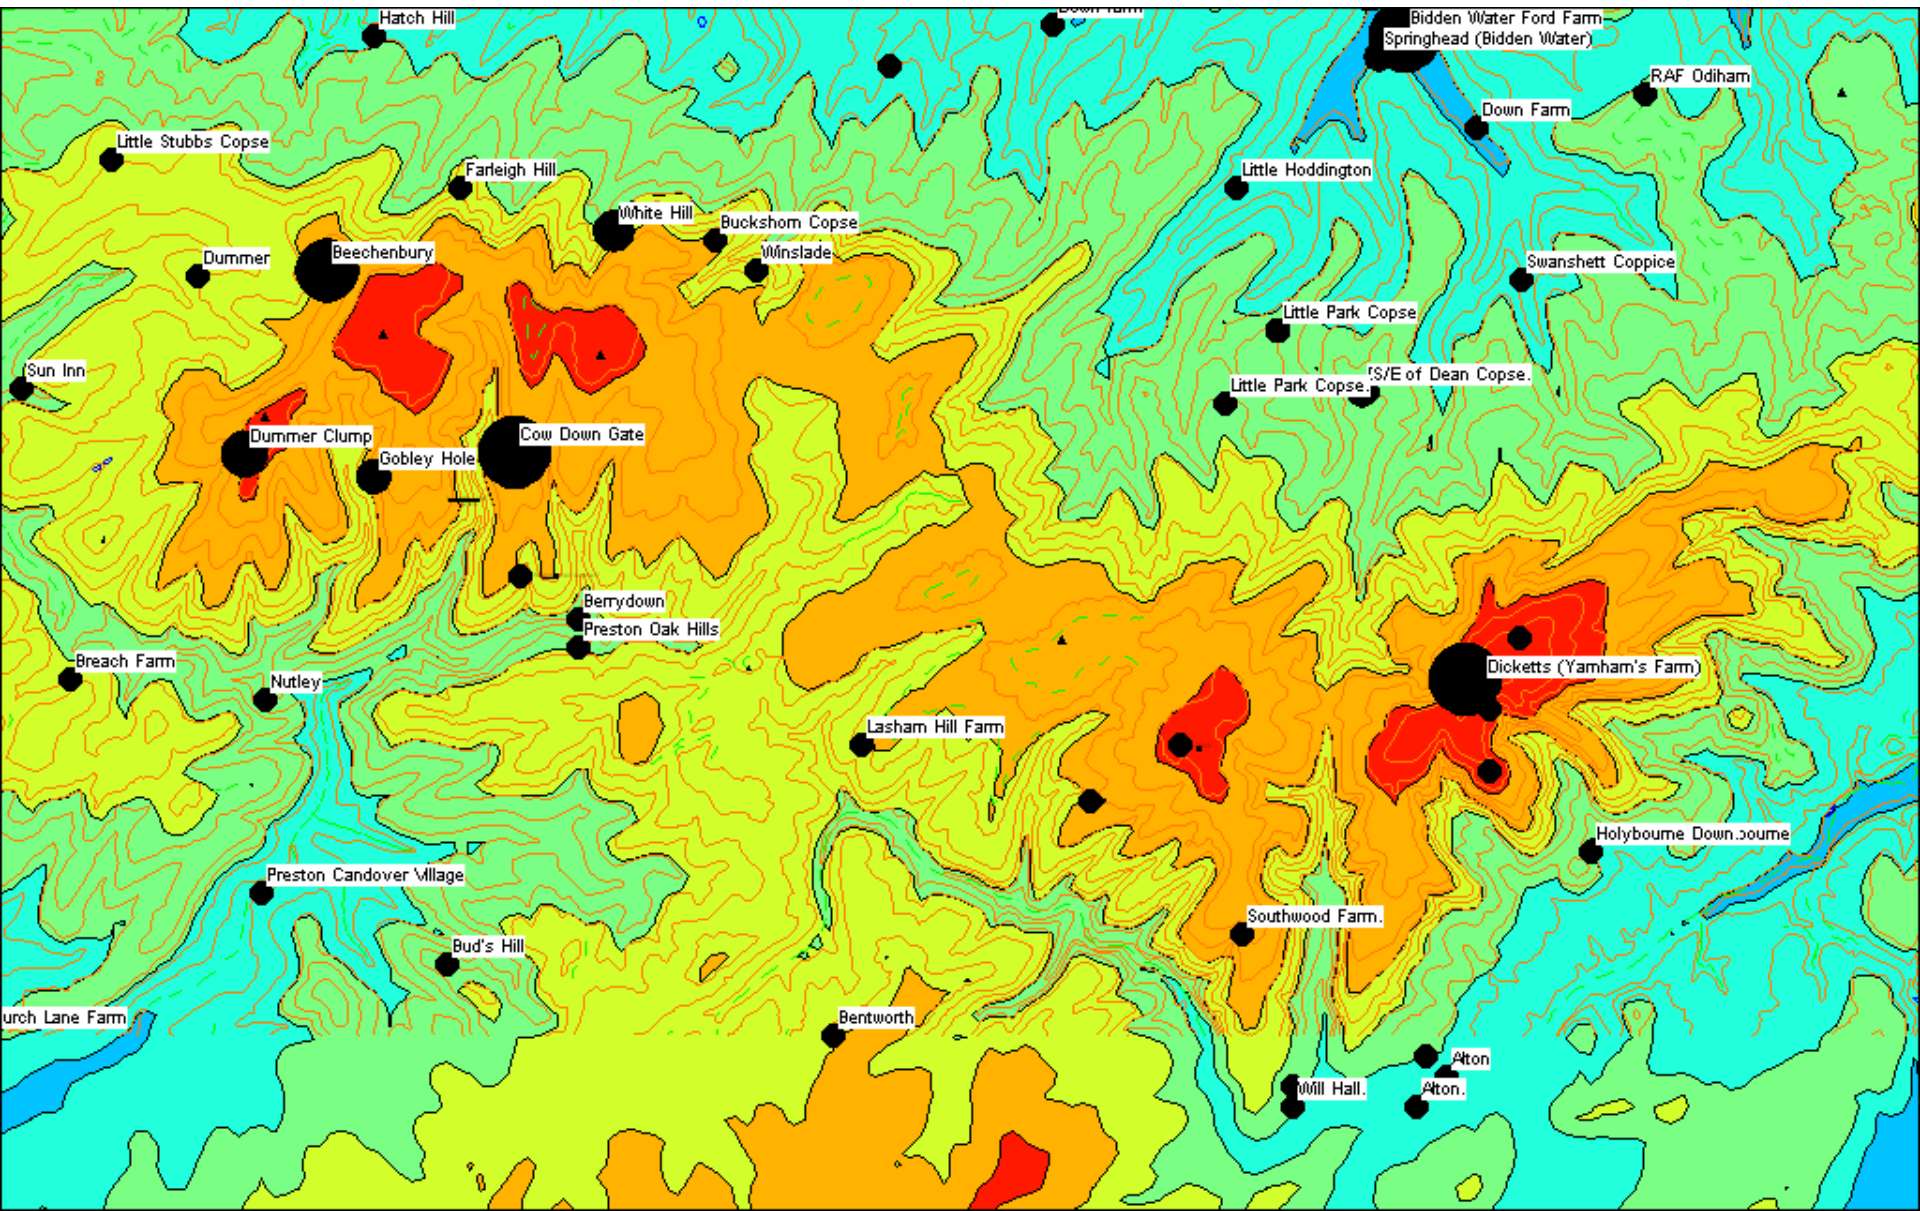 Hatch Hill
Down Farm
Bidden Water Ford Farm
Springhead (Bidden Water)
RAF Odiham
Down Farm
Little Stubbs Copse
Farleigh Hill
Little Hoddington
White Hill
Buckshorn Copse
Beechenbury
Dummer
Winslade
Swanshett Coppice
Little Park Copse
Sun Inn
S/E of Dean Copse.
Little Park Copse.
Dummer Clump
Cow Down Gate
Gobley Hole
Berrydown
Preston Oak Hills
Breach Farm
Dicketts (Yarnham's Farm)
Nutley
Lasham Hill Farm
Holybourne Down
Preston Candover Village
Southwood Farm.
Bud's Hill
urch Lane Farm
Bentworth
Alton
Will Hall.
Alton.